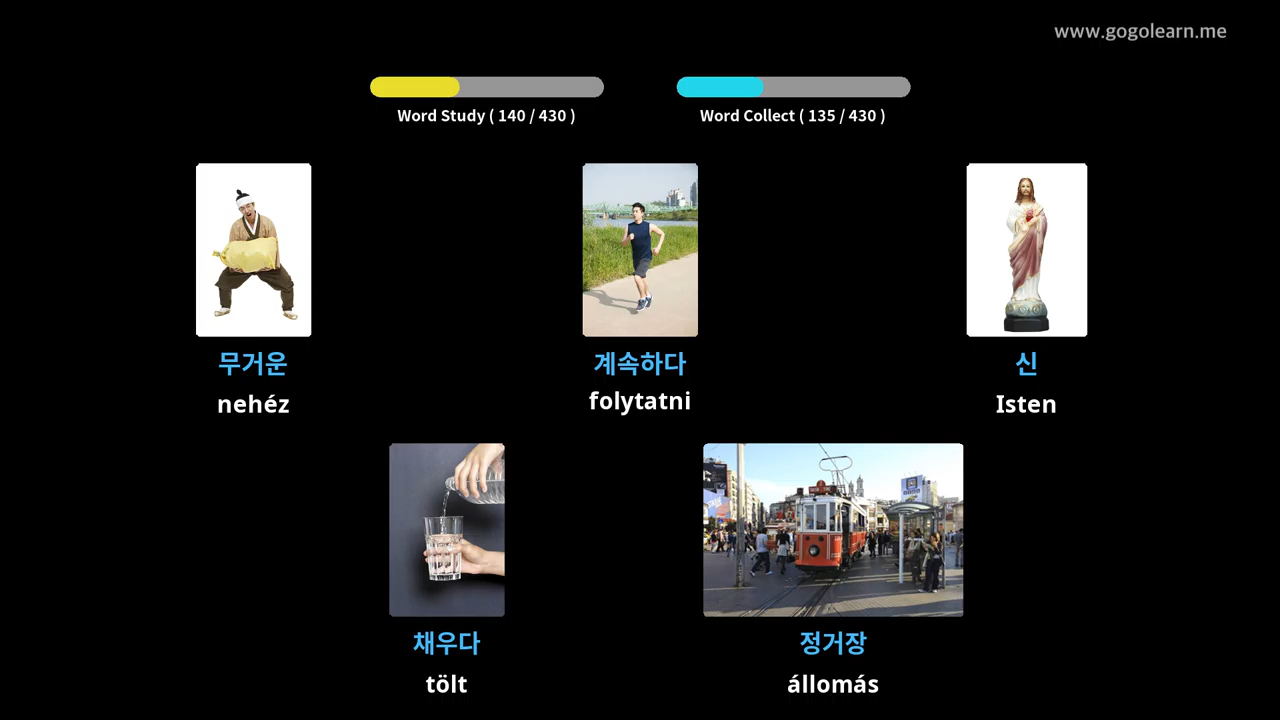 www.gogolearn.me
Word Study ( 140 / 430 )
Word Collect ( 135 / 430 )
무거운
nehéz
계속하다
folytatni
신
Isten
채우다
tölt
정거장
állomás